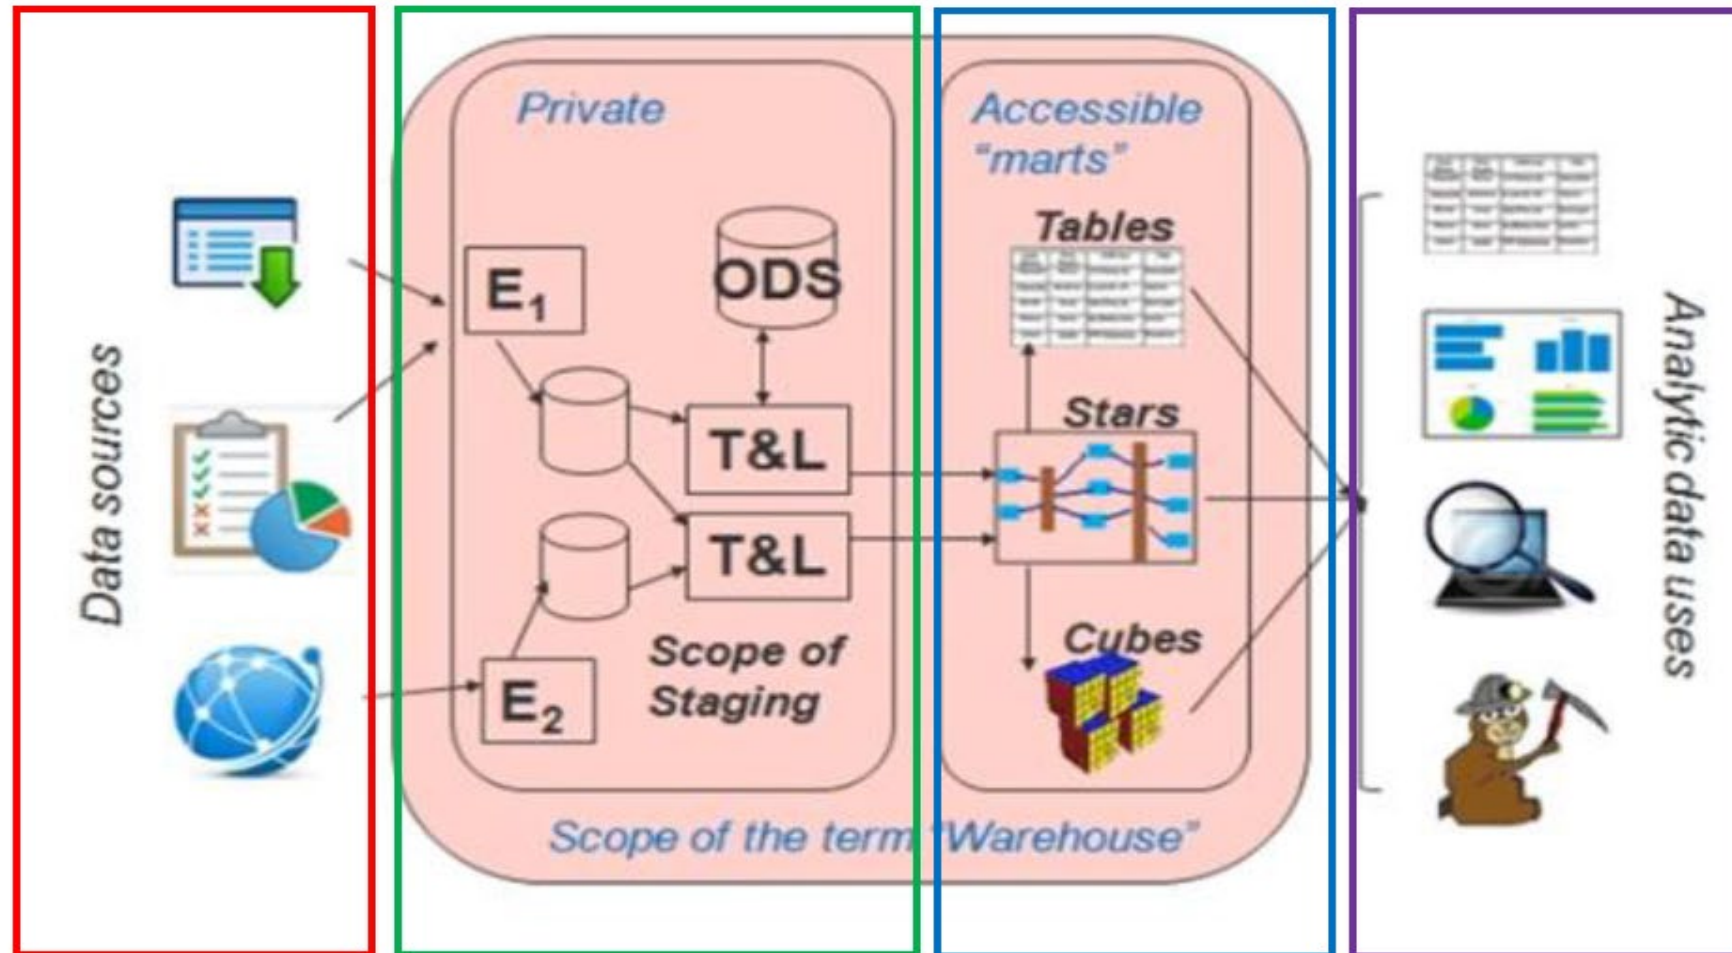 Data sources
Private
E1
ODS
T&L
T&L
E2
Scope of
Staging
Accessible
"marts"
Tables
Stars
Cubes
Scope of the term "Warehouse"
Analytic data uses